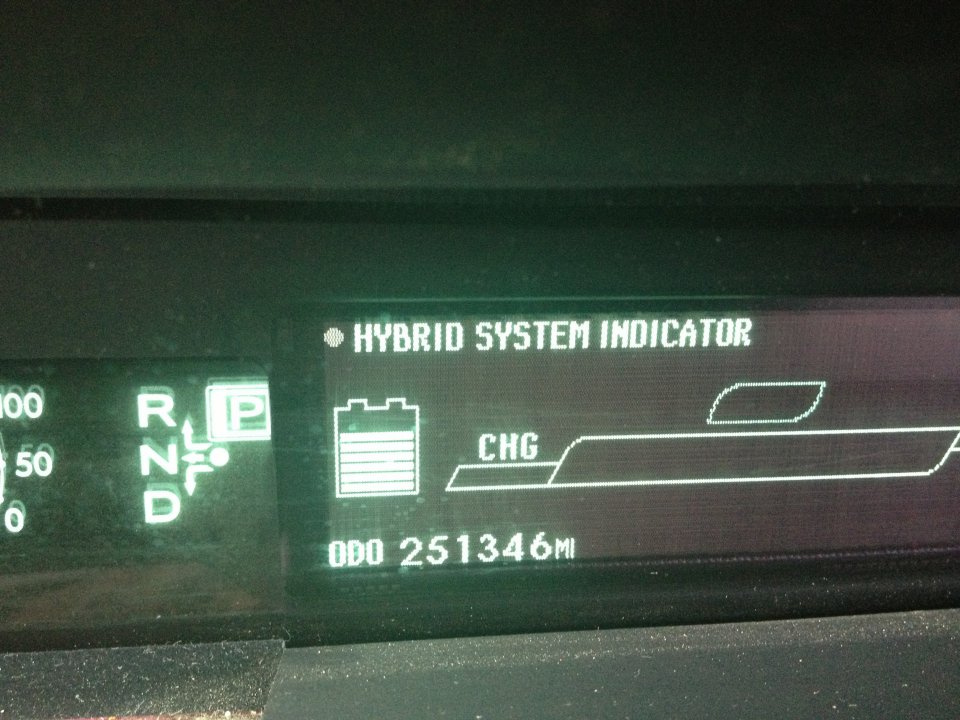 HYBRID SYSTEM INDICATOR
100
R P
CHG
50
N
0
D
ODO 251346MI